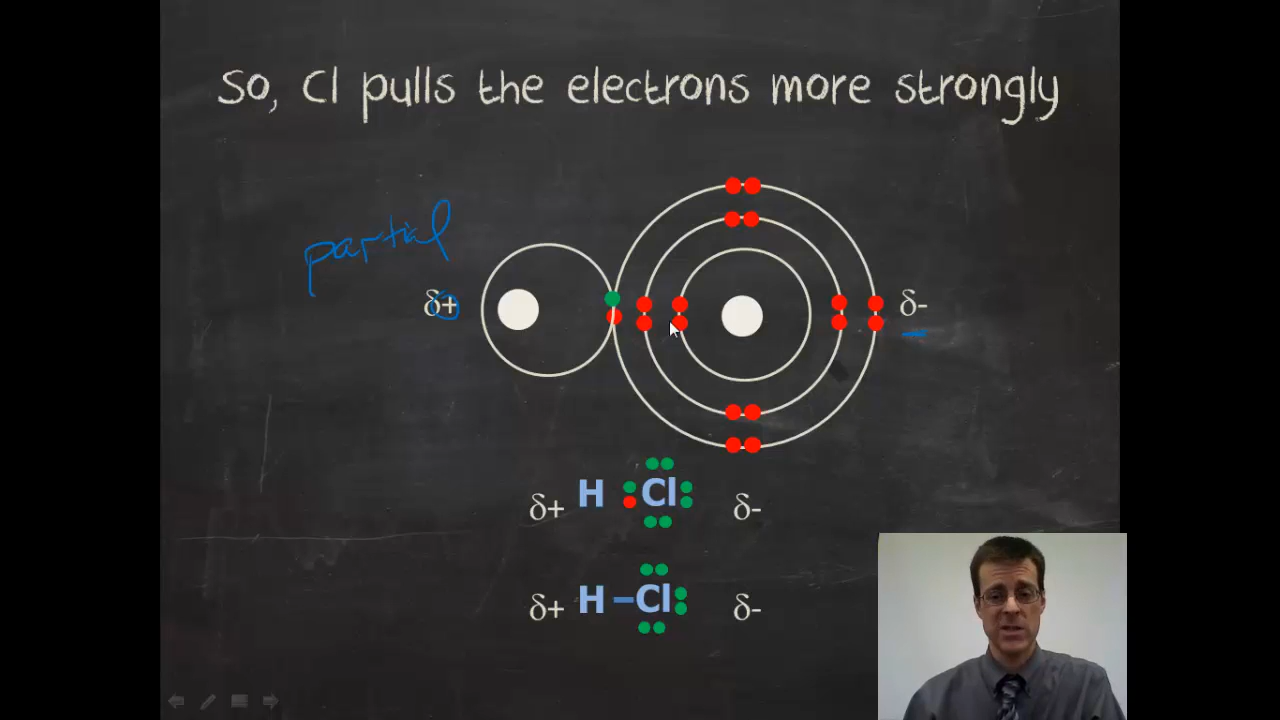 So, Cl pulls the electrons more strongly
partial
δ+ δ-
δ+ H Cl δ-
δ+ H–Cl δ-